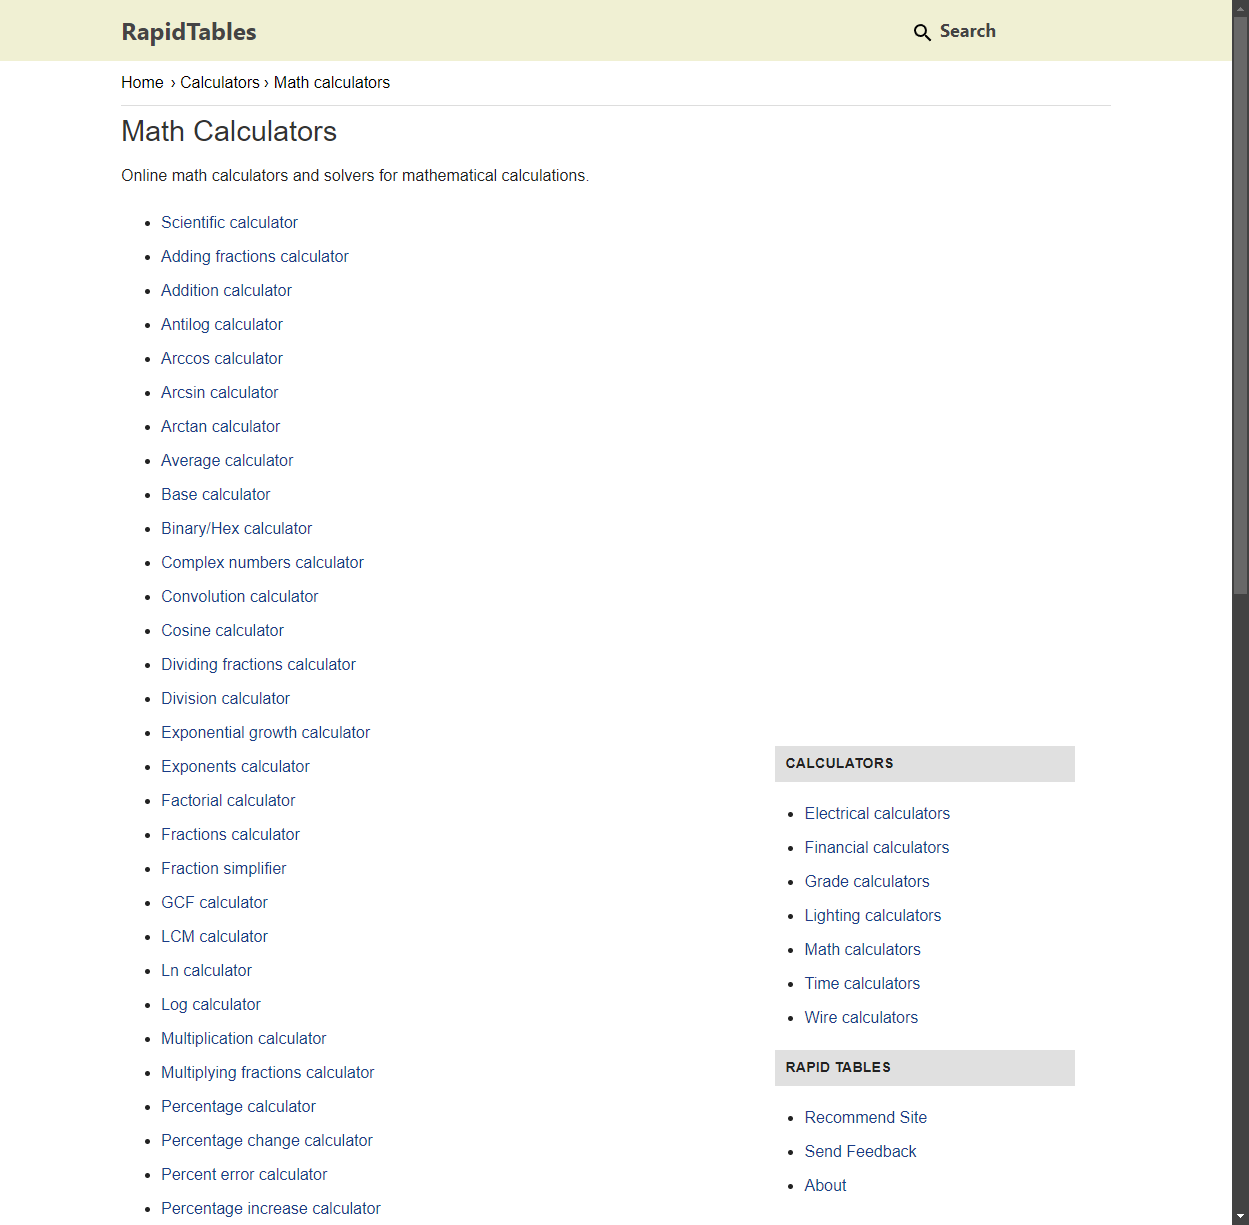 RapidTables
Search
Home › Calculators › Math calculators
Math Calculators
Online math calculators and solvers for mathematical calculations.
Scientific calculator
Adding fractions calculator
Addition calculator
Antilog calculator
Arccos calculator
Arcsin calculator
Arctan calculator
Average calculator
Base calculator
Binary/Hex calculator
Complex numbers calculator
Convolution calculator
Cosine calculator
Dividing fractions calculator
Division calculator
Exponential growth calculator
Exponents calculator
Factorial calculator
Fractions calculator
Fraction simplifier
GCF calculator
LCM calculator
Ln calculator
Log calculator
Multiplication calculator
Multiplying fractions calculator
Percentage calculator
Percentage change calculator
Percent error calculator
Percentage increase calculator
CALCULATORS
Electrical calculators
Financial calculators
Grade calculators
Lighting calculators
Math calculators
Time calculators
Wire calculators
RAPID TABLES
Recommend Site
Send Feedback
About